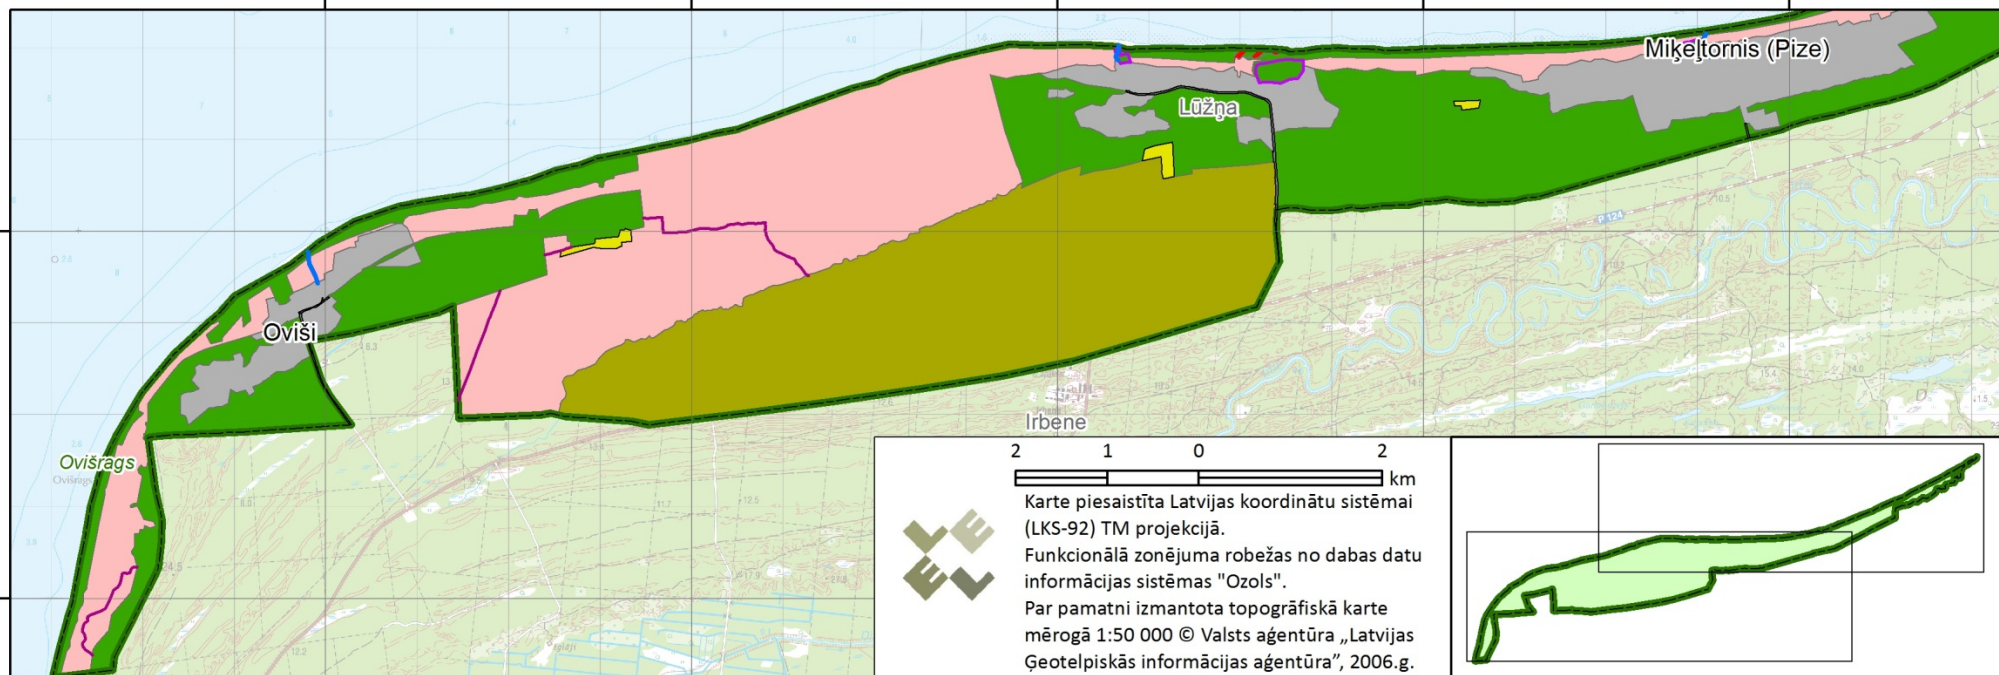 Miķeļtornis (Pize)
Lūžņa
P 124
Oviši
Irbene
Ovišrags
Ovišrags
2 1 0 2
km
Karte piesaistīta Latvijas koordinātu sistēmai
(LKS-92) TM projekcijā.
Funkcionālā zonējuma robežas no dabas datu
informācijas sistēmas "Ozols".
Par pamatni izmantota topogrāfiskā karte
mērogā 1:50 000 © Valsts aģentūra „Latvijas
Ģeotelpiskās informācijas aģentūra”, 2006.g.